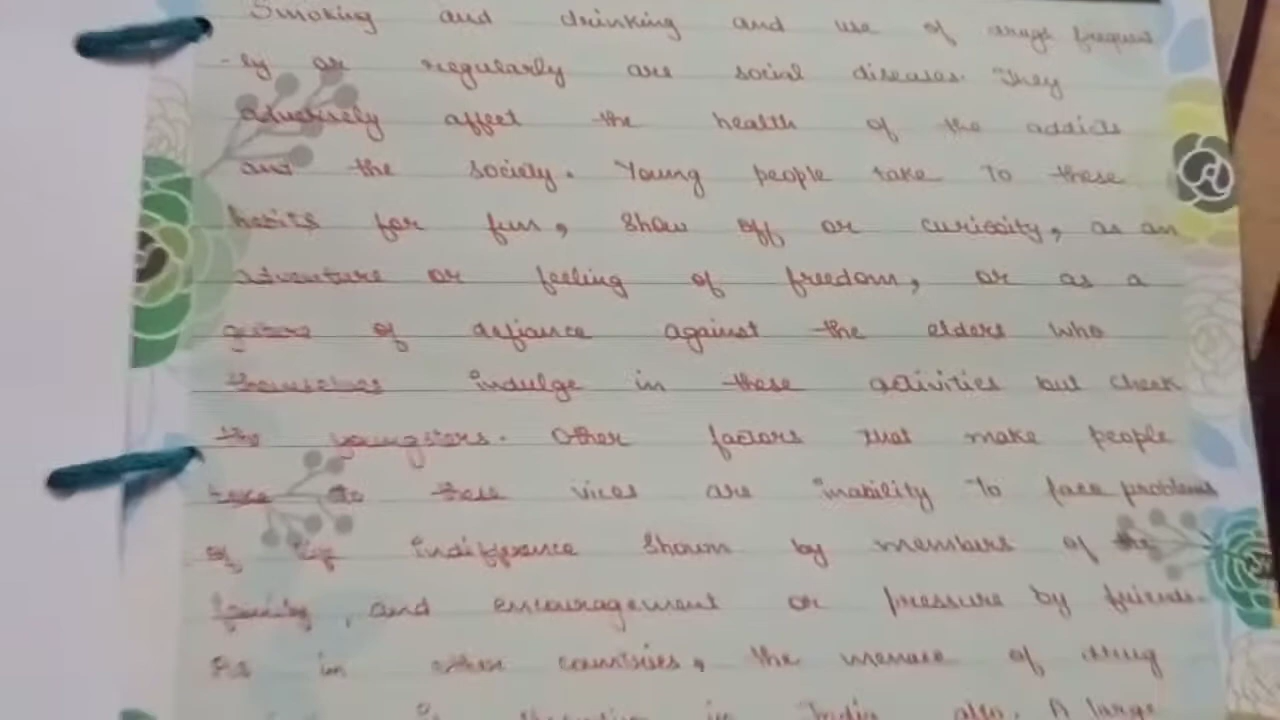 Smoking and drinking and use of drugs frequent
-ly or regularly are social diseases. They
adversely affect the health of the addicts
and the society. Young people take to these
habits for fun, show off or curiosity, as an
adventure or feeling of freedom, or as a
of defiance against the elders who
themselves indulge in these activities but check
the youngsters. Other factors that make people
take to these vices are inability to face problems
of life indifference shown by members of the
family, and encouragement or pressure by friends.
As in other countries, the menace of drug
is in India also. A large